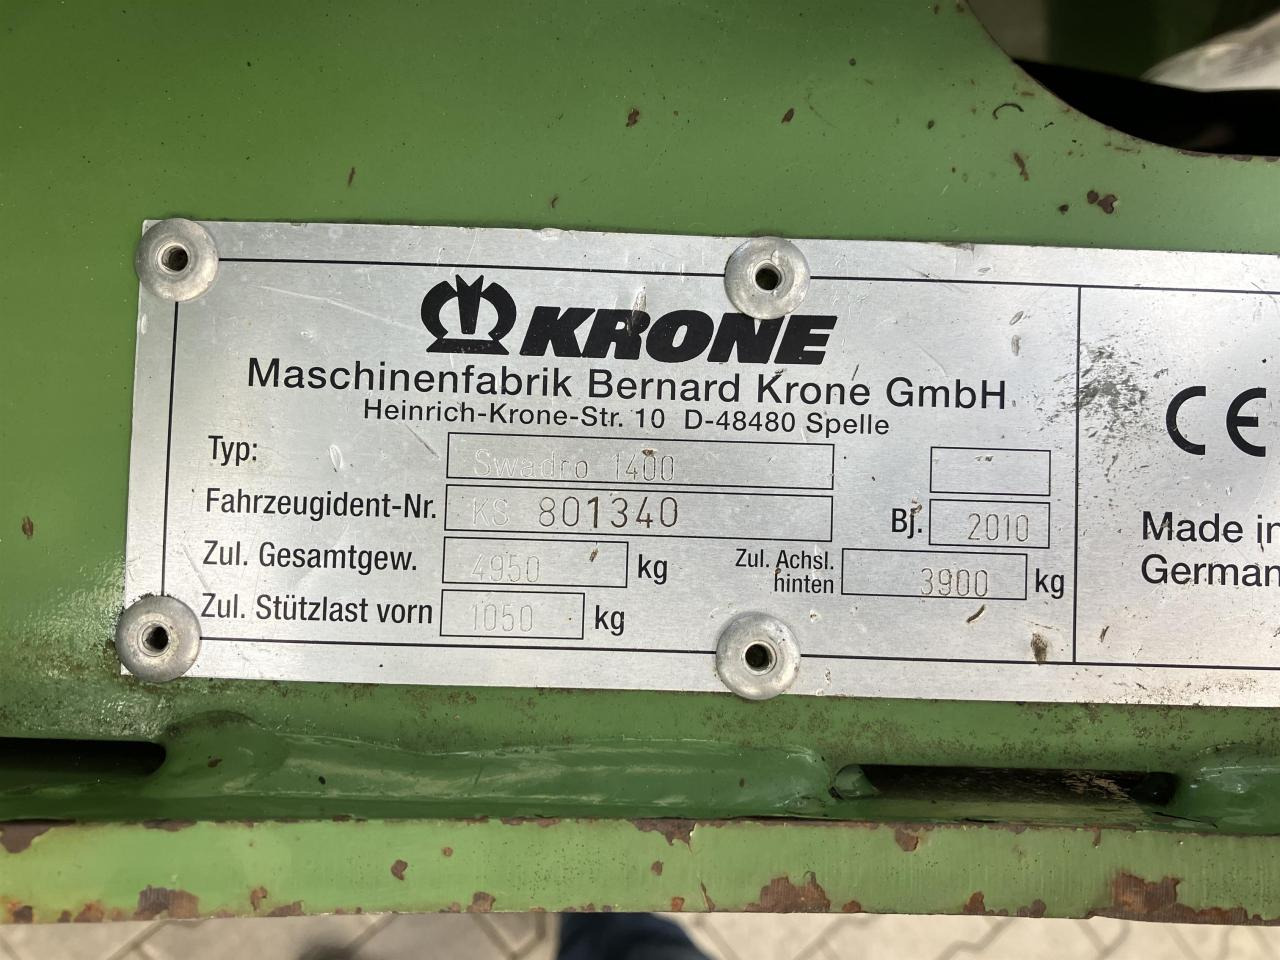 KRONE
Maschinenfabrik Bernard Krone GmbH
Heinrich-Krone-Str. 10 D-48480 Spelle
Typ: Swadro 1400
Fahrzeugident-Nr. KS 801340 Bj. 2010
Zul. Gesamtgew. 4950 kg Zul. Achsl. hinten 3900 kg
Zul. Stützlast vorn 1050 kg
CE
Made in
German